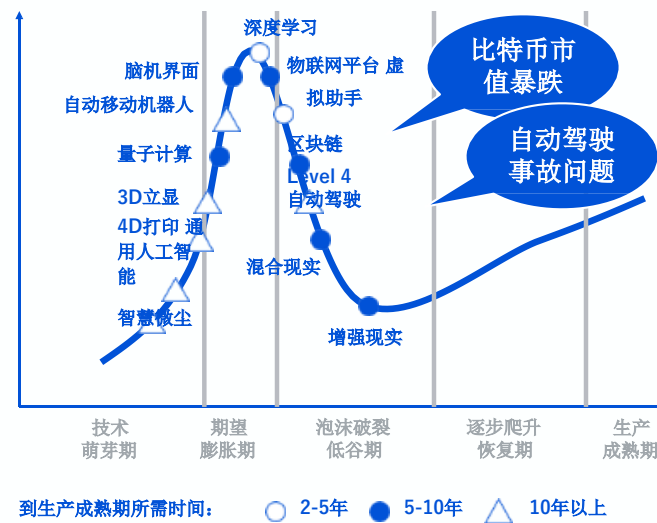 深度学习
脑机界面
物联网平台 虚
拟助手
自动移动机器人
量子计算
区块链
Level 4
自动驾驶
3D立显
4D打印 通
用人工智
能
混合现实
智慧微尘
增强现实
比特币市
值暴跌
自动驾驶
事故问题
技术
萌芽期
期望
膨胀期
泡沫破裂
低谷期
逐步爬升
恢复期
生产
成熟期
到生产成熟期所需时间: 2-5年 5-10年 10年以上